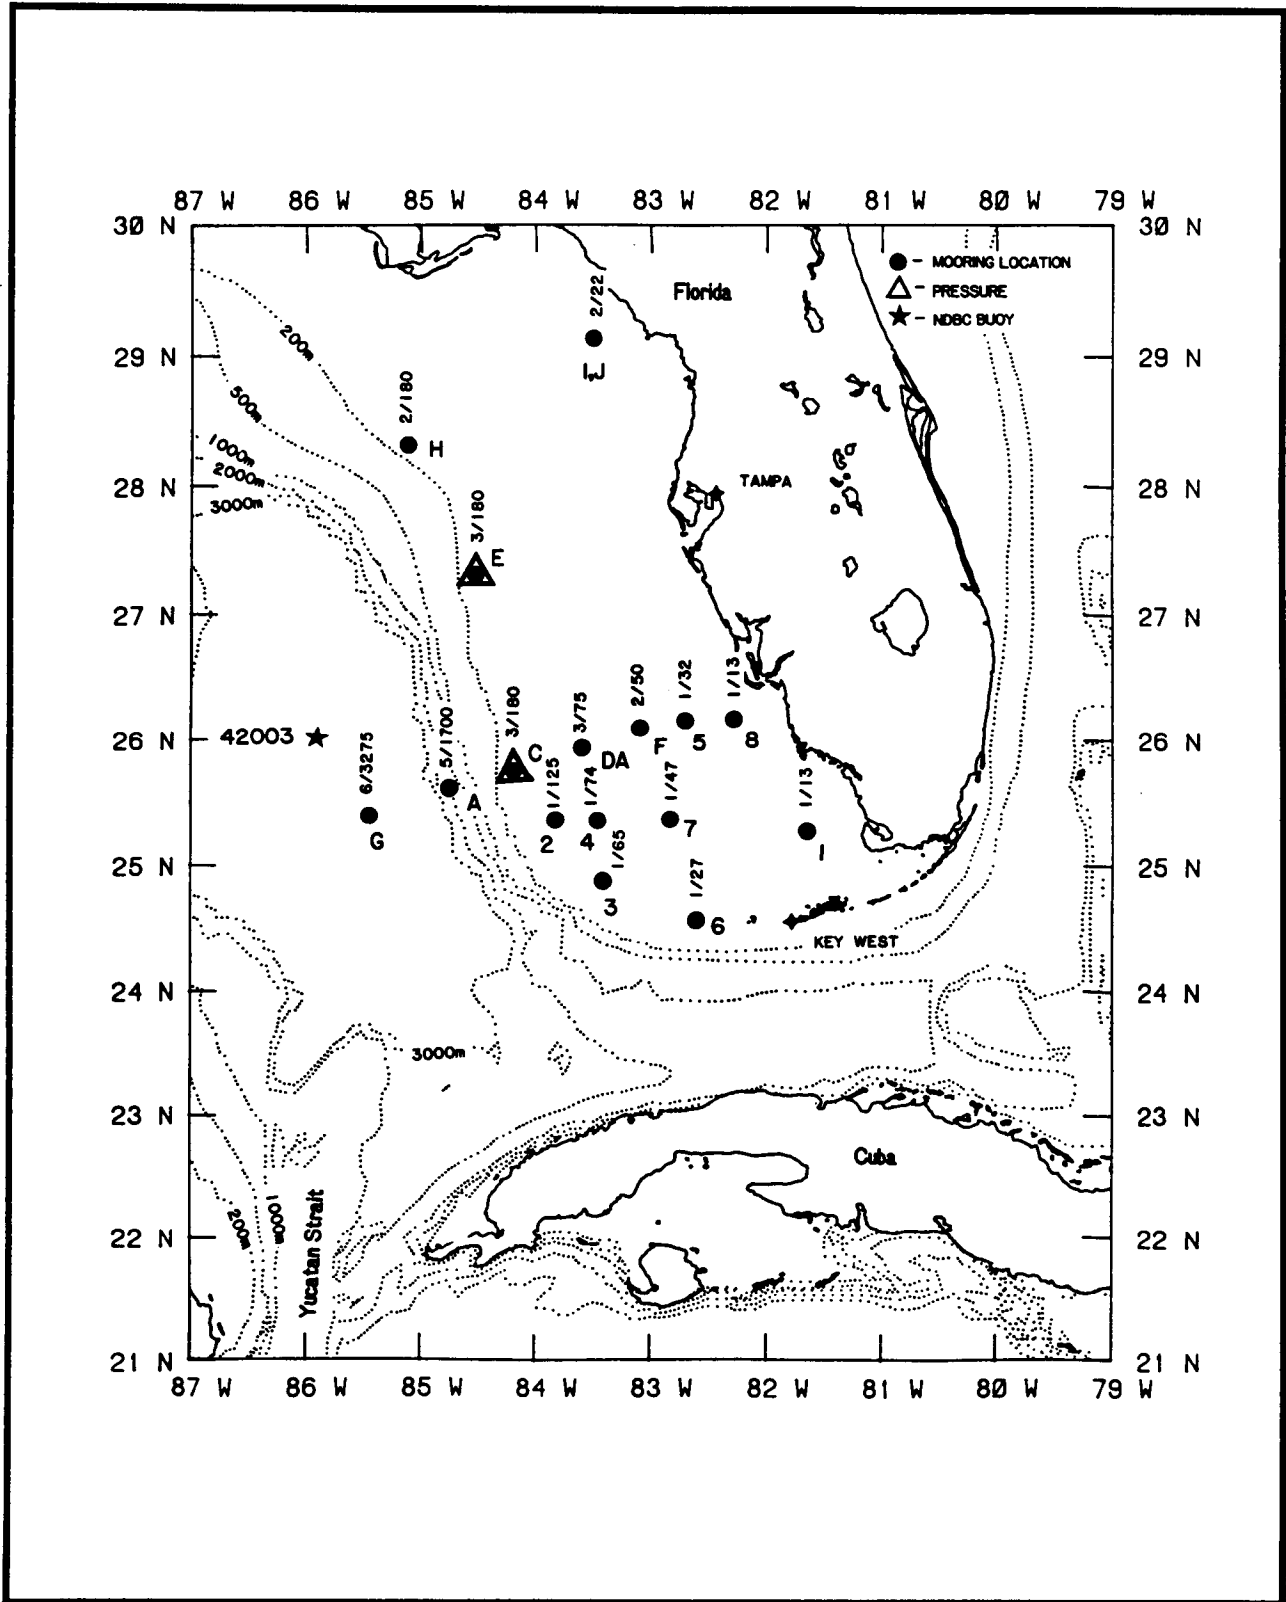 87 W 86 W 85 W 84 W 83 W 82 W 81 W 80 W 79 W
30 N 30 N
● - MOORING LOCATION
△ - PRESSURE
★ - NDBC BUOY
Florida
2/22
I,J
200m
29 N 29 N
500m
2/180
H
1000m
2000m
3000m
28 N 28 N
TAMPA
3/180
E
27 N 27 N
42003
26 N 26 N
6/3275
G
5/1700
A
3/180
C
1/125
2
3/75
DA
1/74
4
1/65
3
2/50
F
1/32
5
1/13
8
1/47
7
1/27
6
1/13
1
25 N 25 N
KEY WEST
24 N 24 N
3000m
23 N 23 N
Cuba
200m
1000m
Yucatan Strait
22 N 22 N
21 N 21 N
87 W 86 W 85 W 84 W 83 W 82 W 81 W 80 W 79 W